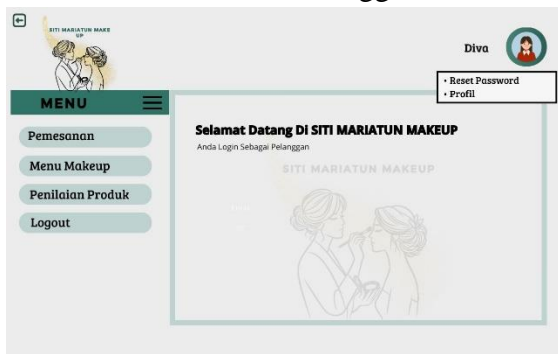 SITI MARIATUN MAKE
UP
Diva
• Reset Password
• Profil
MENU
Pemesanan
Menu Makeup
Penilaian Produk
Logout
Selamat Datang Di SITI MARIATUN MAKEUP
Anda Login Sebagai Pelanggan
SITI MARIATUN MAKEUP